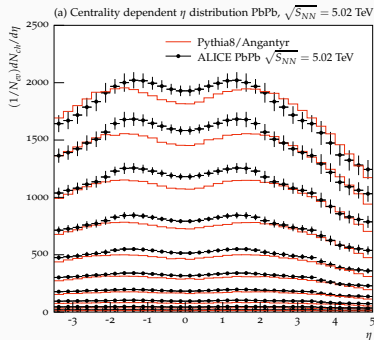 (a) Centrality dependent η distribution PbPb, √S_NN = 5.02 TeV
(1/N_ev)dN_ch/dη
Pythia8/Angantyr
ALICE PbPb √S_NN = 5.02 TeV
2500
2000
1500
1000
500
0
-3 -2 -1 0 1 2 3 4 5
η